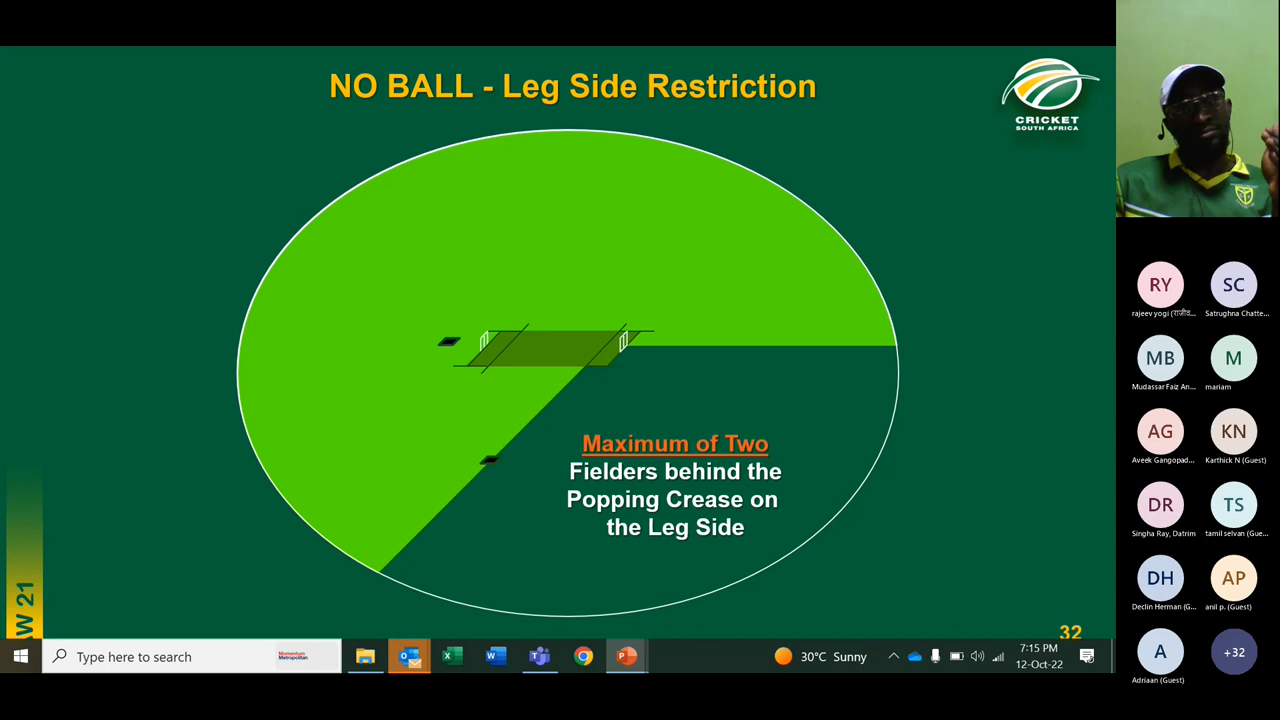 NO BALL - Leg Side Restriction
CRICKET
SOUTH AFRICA
Maximum of Two
Fielders behind the
Popping Crease on
the Leg Side
AW 21
32
RY
SC
rajeev yogi (राजीव...
Satrughna Chatte...
MB
M
Mudassar Faiz An...
mariam
AG
KN
Aveek Gangopad...
Karthick N (Guest)
DR
TS
Singha Ray, Datrim
tamil selvan (Gue...
DH
AP
Declin Herman (G...
anil p. (Guest)
A
+32
Adriaan (Guest)
Type here to search
Momentum
Metropolitan
30°C Sunny
7:15 PM
12-Oct-22